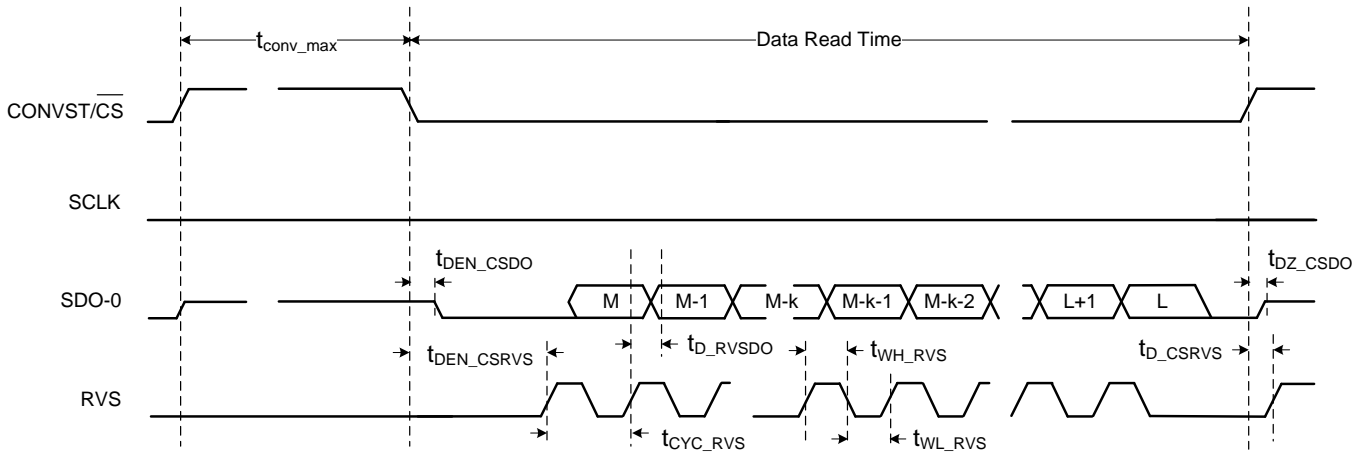 t_conv_max
Data Read Time
CONVST/CS
SCLK
t_DEN_CSDO
t_DZ_CSDO
SDO-0
M
M-1
M-k
M-k-1
M-k-2
L+1
L
t_DEN_CSRVS
t_D_RVSDO
t_WH_RVS
t_D_CSRVS
RVS
t_CYC_RVS
t_WL_RVS